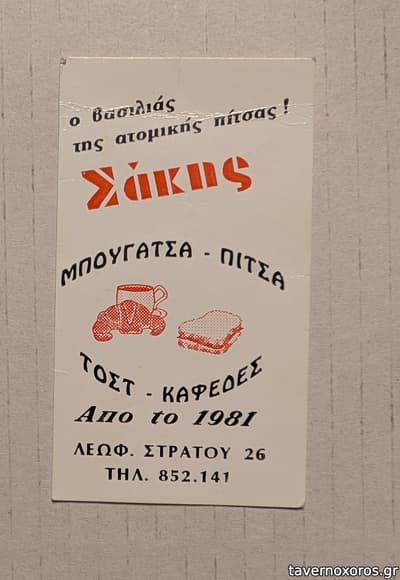 ο βασιλιάς
της ατομικής πίτσας!
Σάκης
ΜΠΟΥΓΑΤΣΑ - ΠΙΤΣΑ
ΤΟΣΤ - ΚΑΦΕΔΕΣ
Απο το 1981
ΛΕΩΦ. ΣΤΡΑΤΟΥ 26
ΤΗΛ. 852.141
tavernoxoros.gr